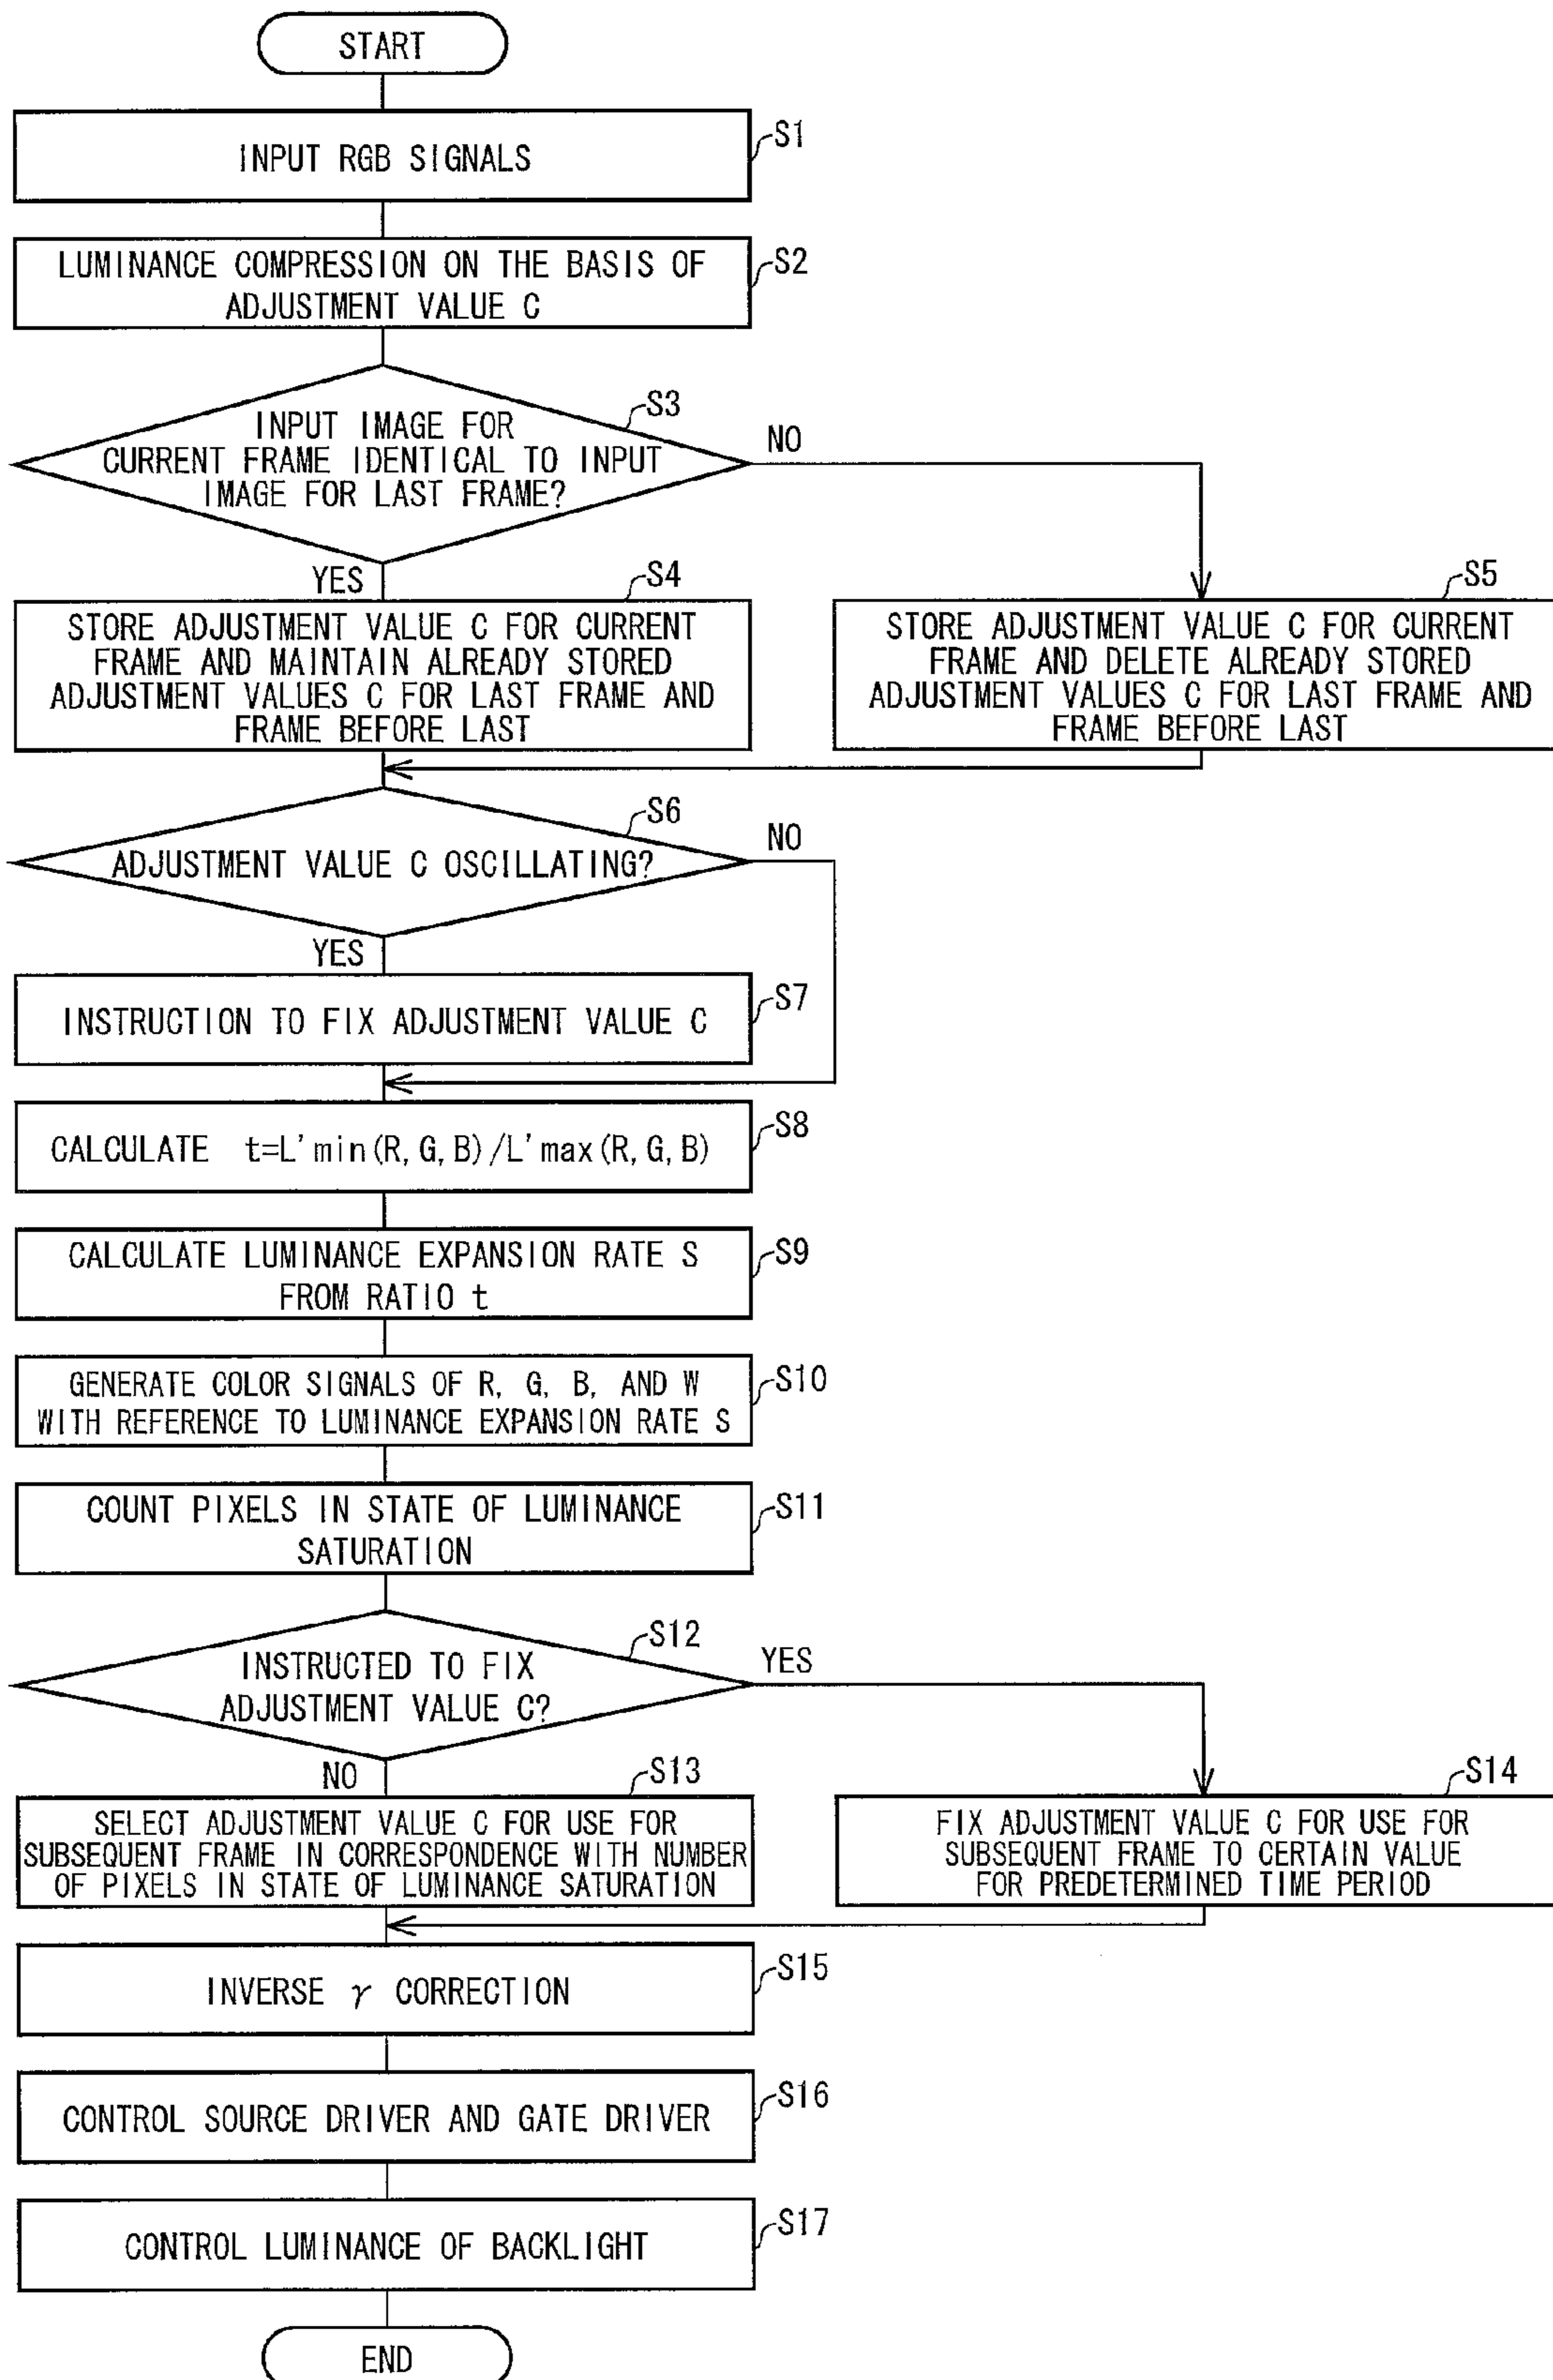 START
S1
INPUT RGB SIGNALS
S2
LUMINANCE COMPRESSION ON THE BASIS OF
ADJUSTMENT VALUE C
S3
INPUT IMAGE FOR
CURRENT FRAME IDENTICAL TO INPUT
IMAGE FOR LAST FRAME?
NO
YES
S4
STORE ADJUSTMENT VALUE C FOR CURRENT
FRAME AND MAINTAIN ALREADY STORED
ADJUSTMENT VALUES C FOR LAST FRAME AND
FRAME BEFORE LAST
S5
STORE ADJUSTMENT VALUE C FOR CURRENT
FRAME AND DELETE ALREADY STORED
ADJUSTMENT VALUES C FOR LAST FRAME AND
FRAME BEFORE LAST
S6
ADJUSTMENT VALUE C OSCILLATING?
NO
YES
S7
INSTRUCTION TO FIX ADJUSTMENT VALUE C
S8
CALCULATE t=L'min(R,G,B)/L'max(R,G,B)
S9
CALCULATE LUMINANCE EXPANSION RATE S
FROM RATIO t
S10
GENERATE COLOR SIGNALS OF R, G, B, AND W
WITH REFERENCE TO LUMINANCE EXPANSION RATE S
S11
COUNT PIXELS IN STATE OF LUMINANCE
SATURATION
S12
INSTRUCTED TO FIX
ADJUSTMENT VALUE C?
YES
NO
S13
SELECT ADJUSTMENT VALUE C FOR USE FOR
SUBSEQUENT FRAME IN CORRESPONDENCE WITH NUMBER
OF PIXELS IN STATE OF LUMINANCE SATURATION
S14
FIX ADJUSTMENT VALUE C FOR USE FOR
SUBSEQUENT FRAME TO CERTAIN VALUE
FOR PREDETERMINED TIME PERIOD
S15
INVERSE γ CORRECTION
S16
CONTROL SOURCE DRIVER AND GATE DRIVER
S17
CONTROL LUMINANCE OF BACKLIGHT
END